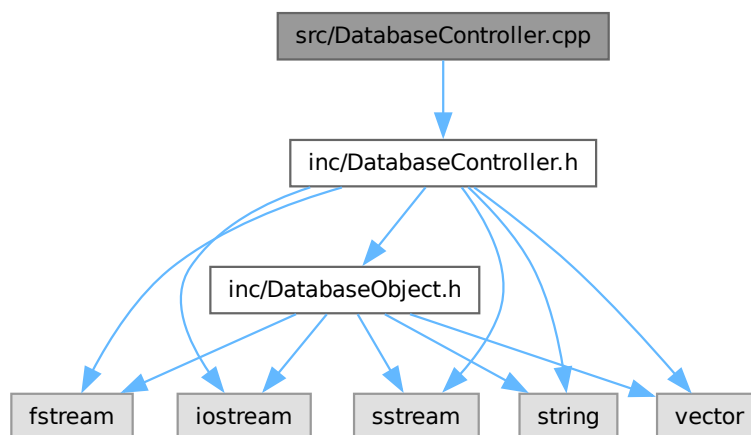 src/DatabaseController.cpp
inc/DatabaseController.h
inc/DatabaseObject.h
fstream
iostream
sstream
string
vector